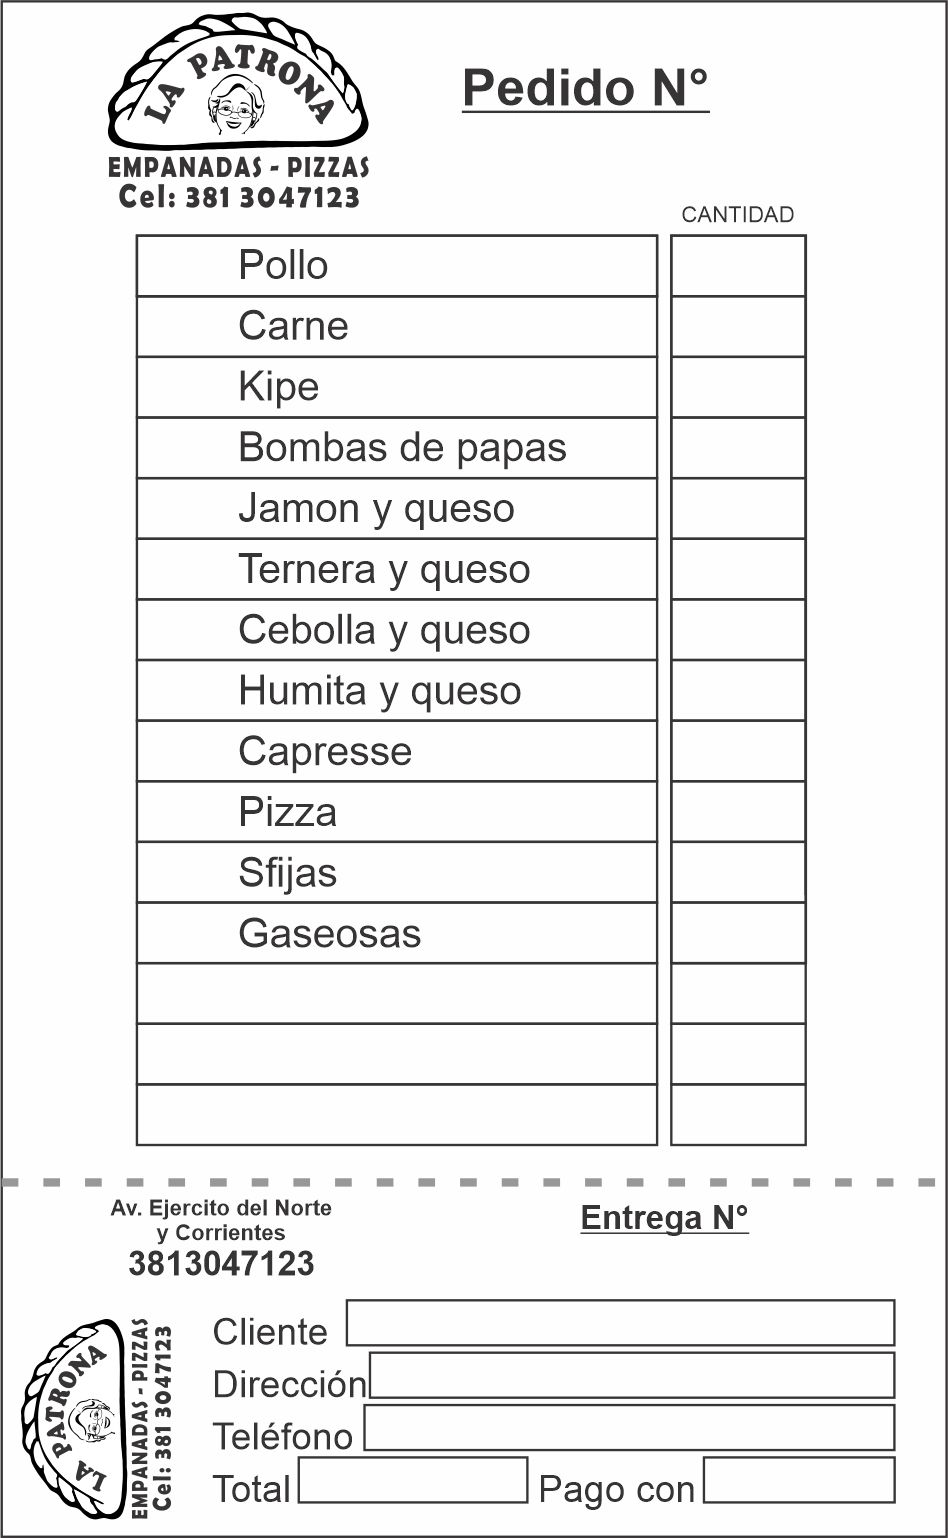 LA PATRONA
EMPANADAS - PIZZAS
Cel: 381 3047123
Pedido N°
CANTIDAD
Pollo
Carne
Kipe
Bombas de papas
Jamon y queso
Ternera y queso
Cebolla y queso
Humita y queso
Capresse
Pizza
Sfijas
Gaseosas
Av. Ejercito del Norte
y Corrientes
3813047123
Entrega N°
LA PATRONA
EMPANADAS - PIZZAS
Cel: 381 3047123
Cliente
Dirección
Teléfono
Total Pago con